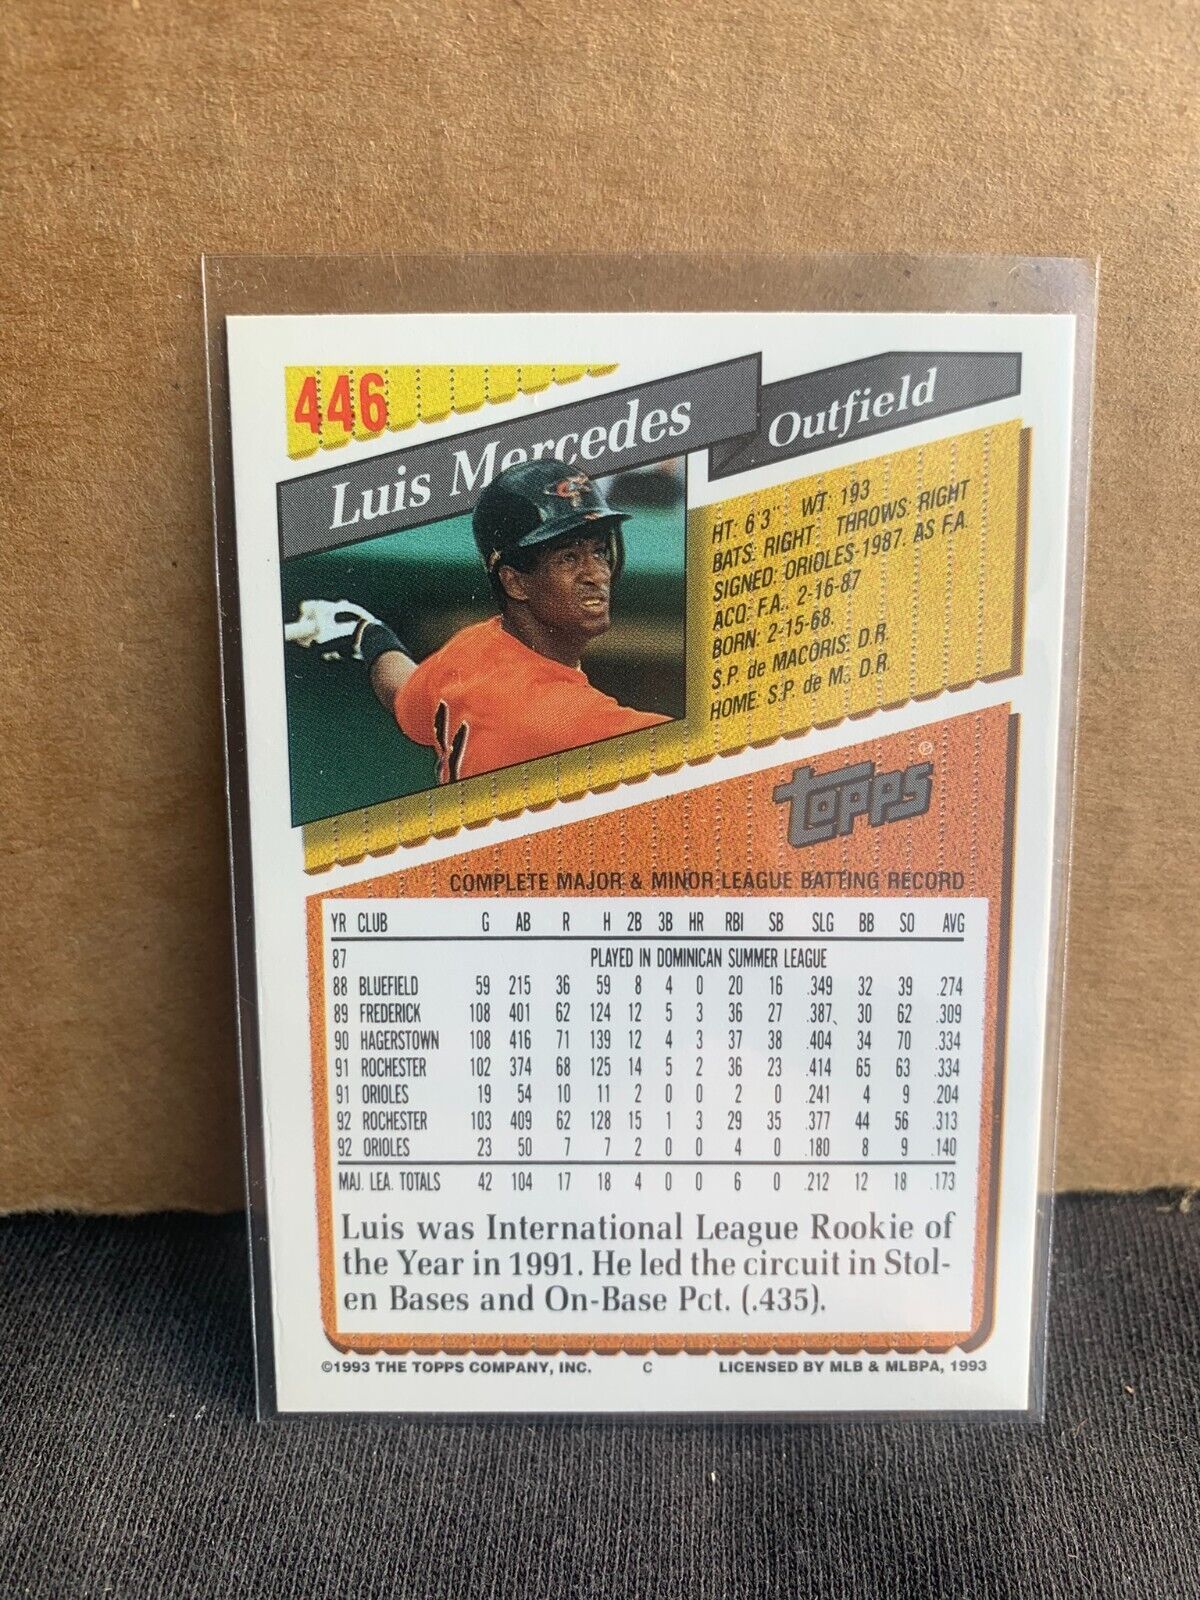 446
Luis Mercedes
Outfield
HT: 6'3" WT: 193
BATS: RIGHT THROWS: RIGHT
SIGNED: ORIOLES-1987. AS F.A.
ACQ: F.A., 2-16-87
BORN: 2-15-68.
S.P. de MACORIS. D.R.
HOME: S.P. de M., D.R.
TOPPS ®
COMPLETE MAJOR & MINOR LEAGUE BATTING RECORD
YR CLUB G AB R H 2B 3B HR RBI SB SLG BB SO AVG
87 PLAYED IN DOMINICAN SUMMER LEAGUE
88 BLUEFIELD 59 215 36 59 8 4 0 20 16 .349 32 39 .274
89 FREDERICK 108 401 62 124 12 5 3 36 27 .387 30 62 .309
90 HAGERSTOWN 108 416 71 139 12 4 3 37 38 .404 34 70 .334
91 ROCHESTER 102 374 68 125 14 5 2 36 23 .414 65 63 .334
91 ORIOLES 19 54 10 11 2 0 0 2 0 .241 4 9 .204
92 ROCHESTER 103 409 62 128 15 1 3 29 35 .377 44 56 .313
92 ORIOLES 23 50 7 7 2 0 0 4 0 .180 8 9 .140
MAJ. LEA. TOTALS 42 104 17 18 4 0 0 6 0 .212 12 18 .173
Luis was International League Rookie of
the Year in 1991. He led the circuit in Stol-
en Bases and On-Base Pct. (.435).
©1993 THE TOPPS COMPANY, INC. C LICENSED BY MLB & MLBPA, 1993